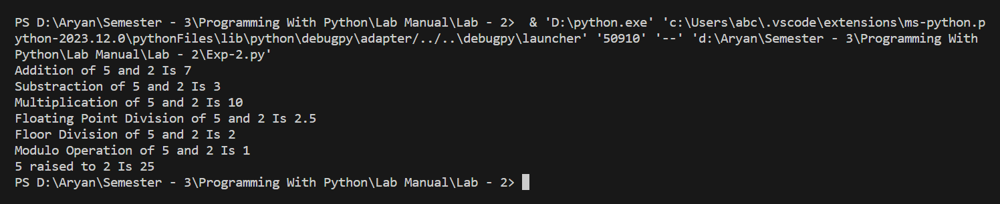 PS D:\Aryan\Semester - 3\Programming With Python\Lab Manual\Lab - 2>  & 'D:\python.exe' 'c:\Users\abc\.vscode\extensions\ms-python.p
ython-2023.12.0\pythonFiles\lib\python\debugpy\adapter/../..\debugpy\launcher' '50910' '--' 'd:\Aryan\Semester - 3\Programming With
Python\Lab Manual\Lab - 2\Exp-2.py'
Addition of 5 and 2 Is 7
Substraction of 5 and 2 Is 3
Multiplication of 5 and 2 Is 10
Floating Point Division of 5 and 2 Is 2.5
Floor Division of 5 and 2 Is 2
Modulo Operation of 5 and 2 Is 1
5 raised to 2 Is 25
PS D:\Aryan\Semester - 3\Programming With Python\Lab Manual\Lab - 2>